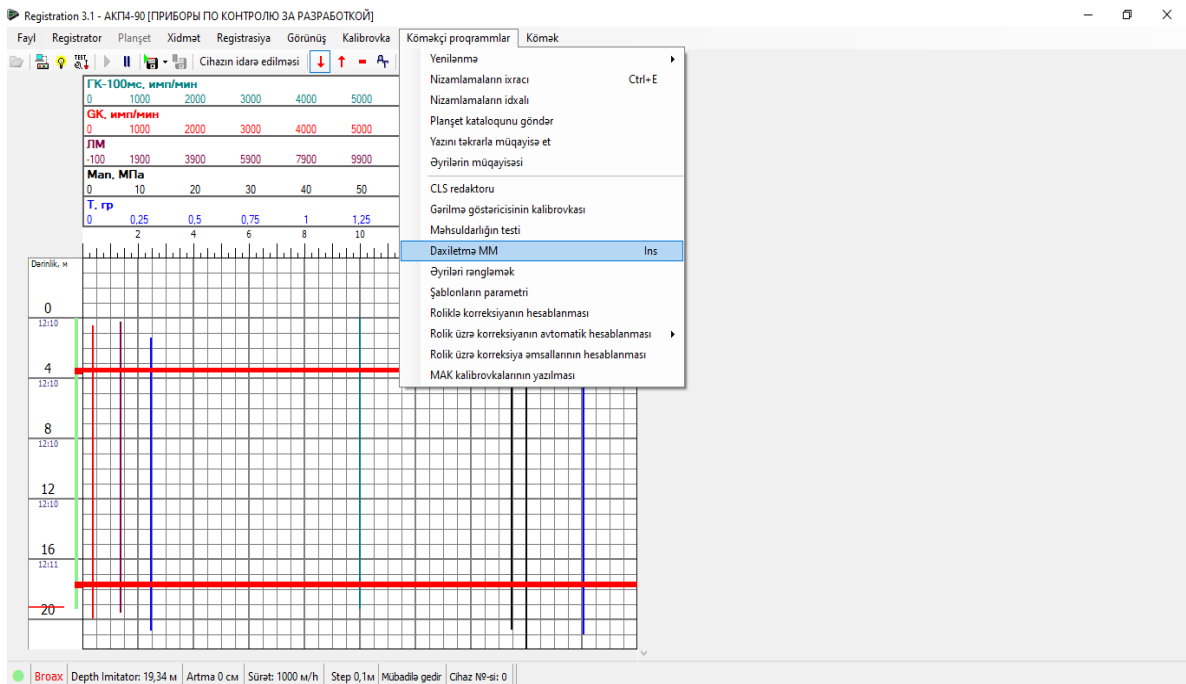 Registration 3.1 - АКП4-90 [ПРИБОРЫ ПО КОНТРОЛЮ ЗА РАЗРАБОТКОЙ]
Fayl Registrator Planşet Xidmət Registrasiya Görünüş Kalibrovka Köməkçi proqrammlar Kömək
TEST Cihazın idarə edilməsi
Yenilənmə
Nizamlamaların ixracı Ctrl+E
Nizamlamaların idxalı
Planşet kataloqunu göndər
Yazını təkrarla müqayisə et
Əyrilərin müqayisəsi
CLS redaktoru
Gərilmə göstəricisinin kalibrovkası
Məhsuldarlığın testi
Daxiletmə MM Ins
Əyriləri rəngləmək
Şablonların parametri
Roliklə korreksiyanın hesablanması
Rolik üzrə korreksiyanın avtomatik hesablanması
Rolik üzrə korreksiya əmsallarının hesablanması
MAK kalibrovkalarının yazılması
ГК-100мс, имп/мин
0 1000 2000 3000 4000 5000
GK, имп/мин
0 1000 2000 3000 4000 5000
ЛМ
-100 1900 3900 5900 7900 9900
Man, МПа
0 10 20 30 40 50
T, гр
0 0,25 0,5 0,75 1 1,25
2 4 6 8 10
Dərinlik, м
0
12:10
4
12:10
8
12:10
12
12:10
16
12:11
20
Broax Depth Imitator: 19,34 м Artma 0 см Sürət: 1000 м/h Step 0,1м Mübadilə gedir Cihaz Nº-si: 0